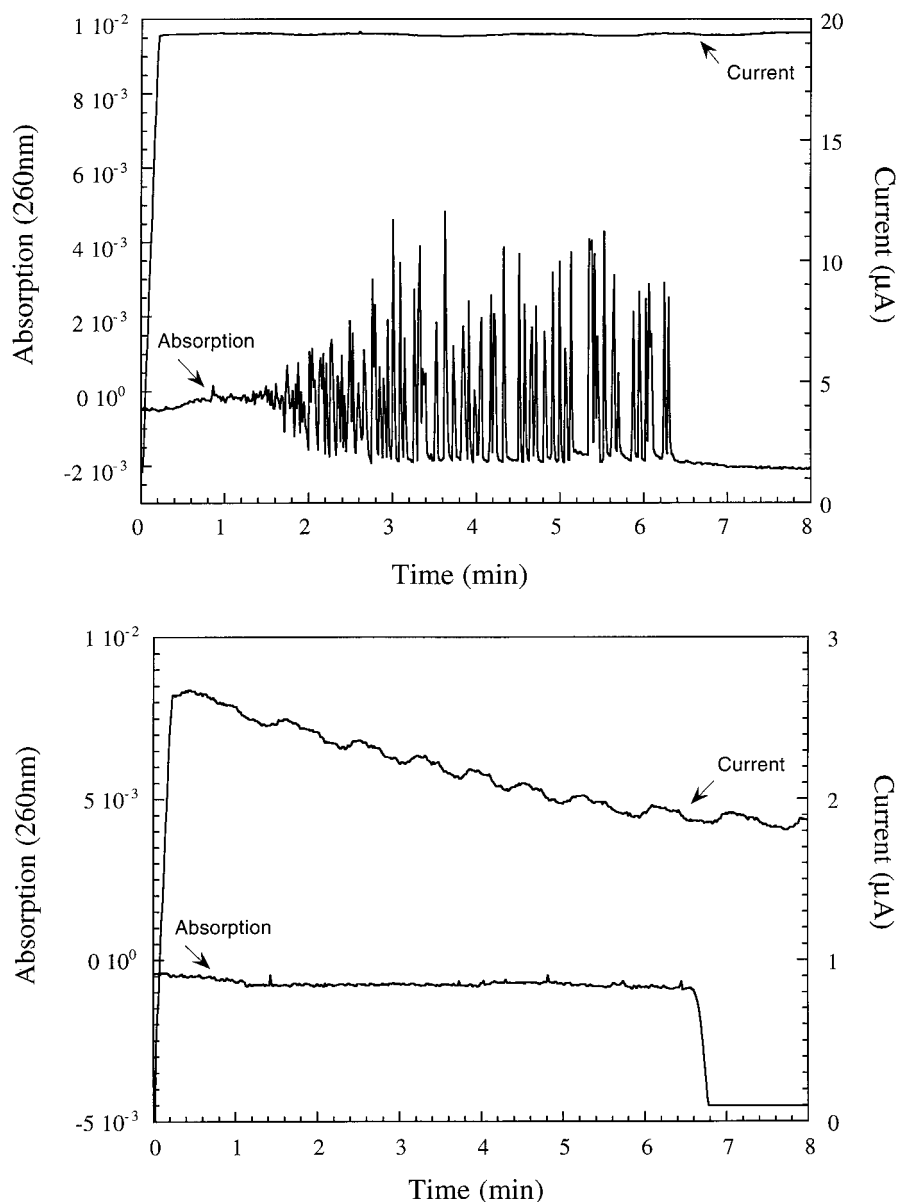 1 10⁻²
8 10⁻³
6 10⁻³
4 10⁻³
2 10⁻³
0 10⁰
-2 10⁻³
Absorption (260nm)
20
15
10
5
0
Current (µA)
Current
Absorption
0 1 2 3 4 5 6 7 8
Time (min)
1 10⁻²
5 10⁻³
0 10⁰
-5 10⁻³
Absorption (260nm)
3
2
1
0
Current (µA)
Current
Absorption
0 1 2 3 4 5 6 7 8
Time (min)